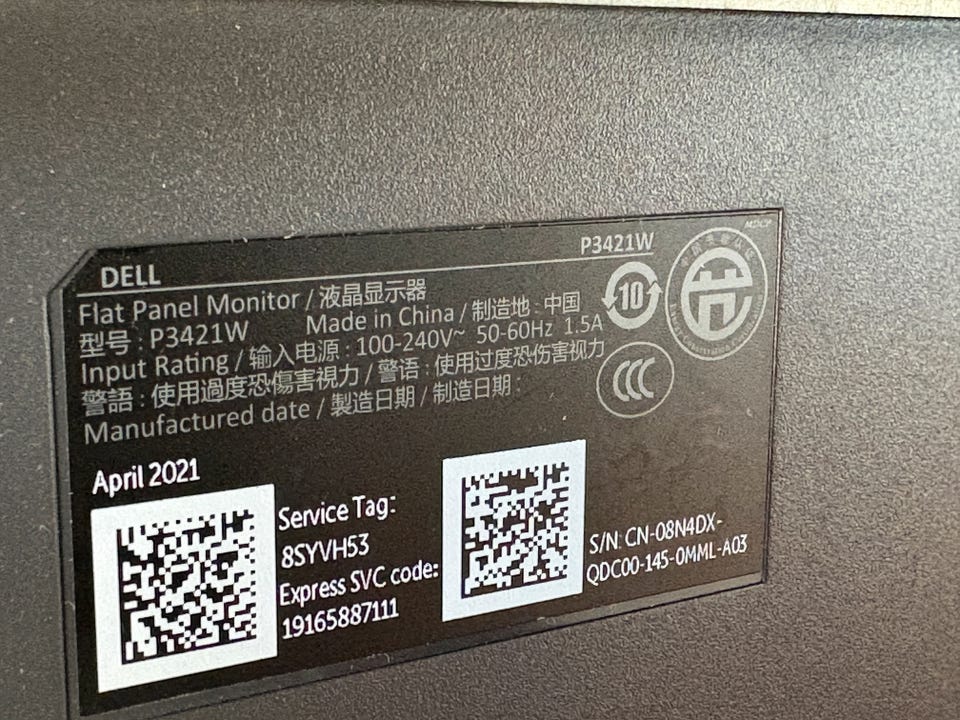 DELL
P3421W
Flat Panel Monitor / 液晶显示器
型号 : P3421W Made in China / 制造地 : 中国
Input Rating / 输入电源 : 100-240V~ 50-60Hz 1.5A
警語 : 使用過度恐傷害視力 / 警语 : 使用过度恐伤害视力
Manufactured date / 製造日期 / 制造日期 :
10
CCC
April 2021
Service Tag:
8SYVH53
Express SVC code:
19165887111
S/N: CN-08N4DX-
QDC00-145-0MML-A03